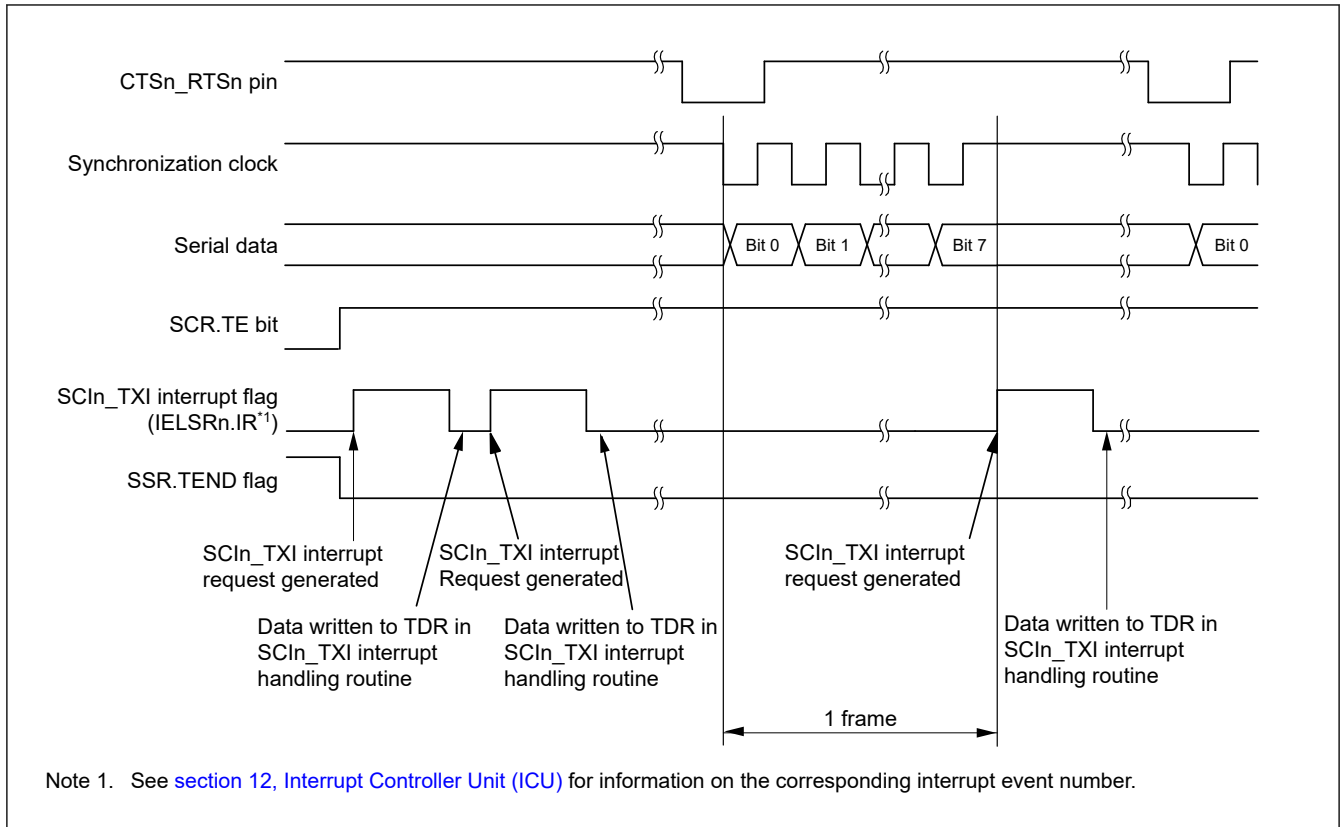 CTSn_RTSn pin
Synchronization clock
Serial data
Bit 0
Bit 1
Bit 7
Bit 0
SCR.TE bit
SCIn_TXI interrupt flag
(IELSRn.IR*1)
SSR.TEND flag
SCIn_TXI interrupt
request generated
SCIn_TXI interrupt
Request generated
SCIn_TXI interrupt
request generated
Data written to TDR in
SCIn_TXI interrupt
handling routine
Data written to TDR in
SCIn_TXI interrupt
handling routine
Data written to TDR in
SCIn_TXI interrupt
handling routine
1 frame
Note 1. See section 12, Interrupt Controller Unit (ICU) for information on the corresponding interrupt event number.